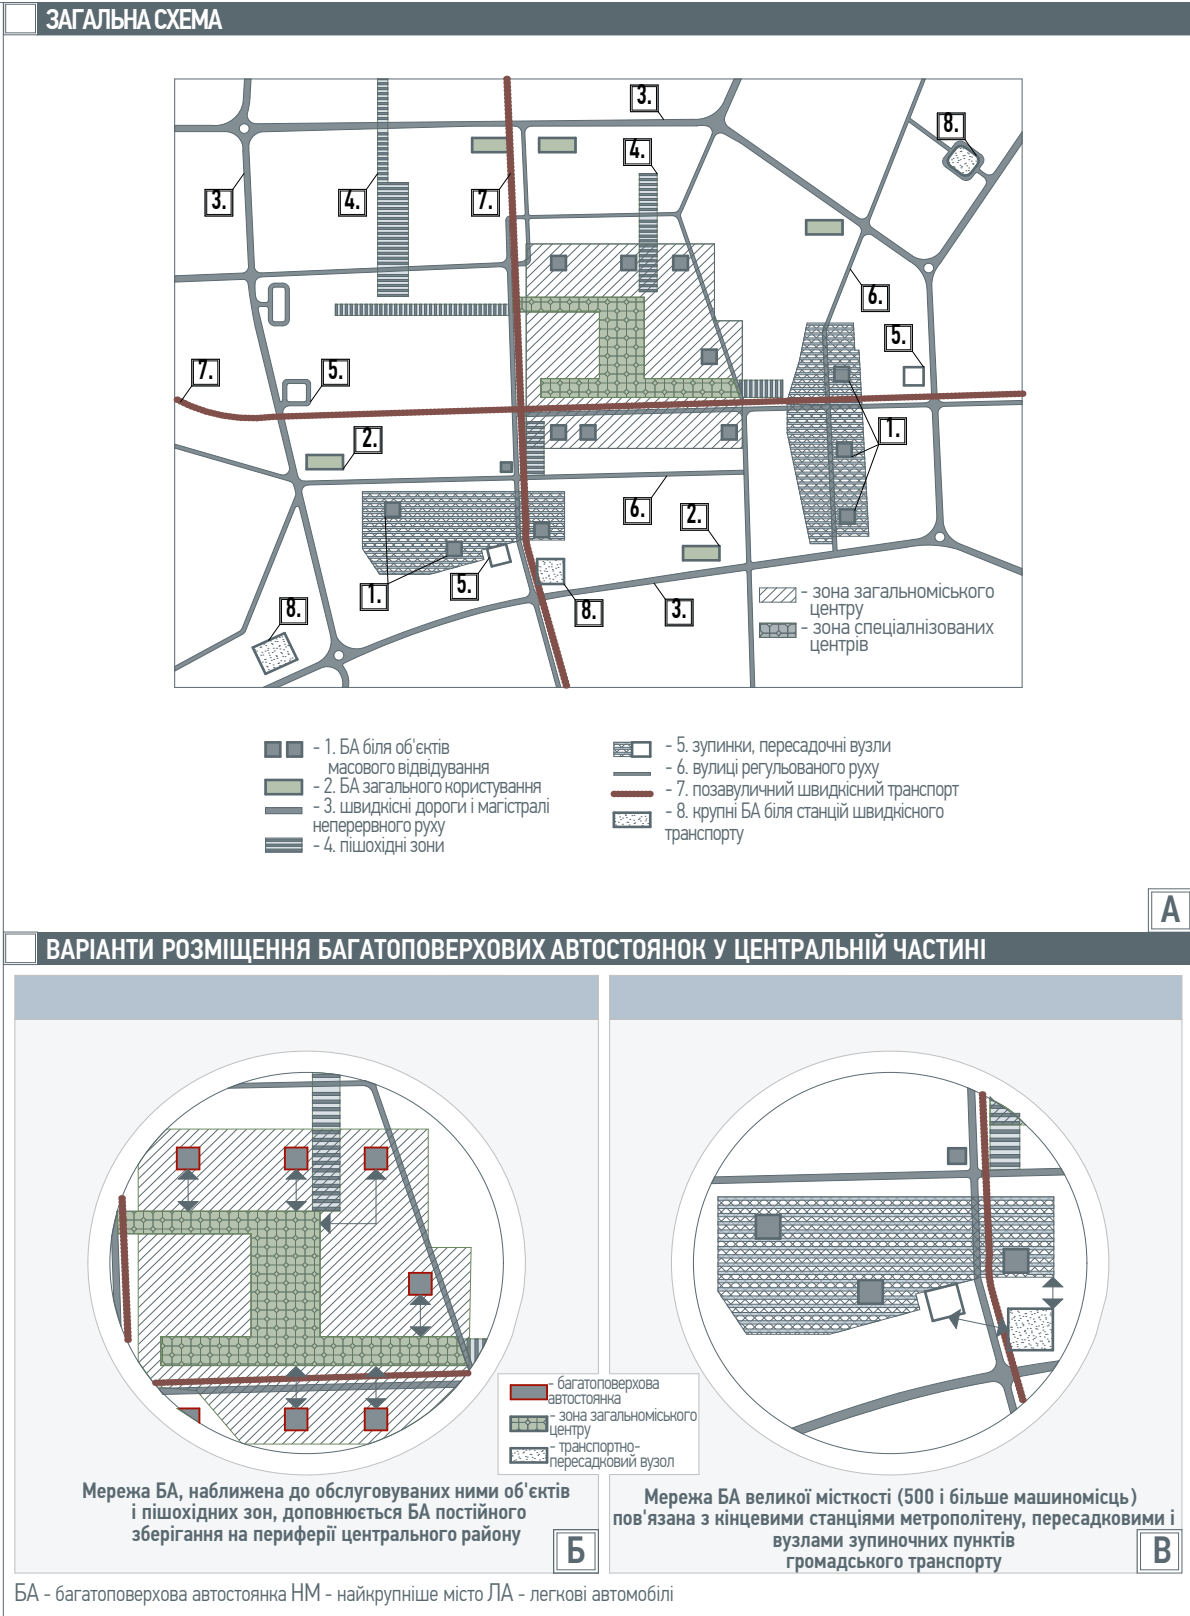 ЗАГАЛЬНА СХЕМА
3.
8.
4.
3.
4.
7.
6.
5.
7.
5.
1.
2.
6.
2.
1.
5.
8.
8.
3.
- зона загальноміського
центру
- зона спеціалнізованих
центрів
- 1. БА біля об'єктів
масового відвідування
- 2. БА загального користування
- 3. швидкісні дороги і магістралі
неперервного руху
- 4. пішохідні зони
- 5. зупинки, пересадочні вузли
- 6. вулиці регульованого руху
- 7. позавуличний швидкісний транспорт
- 8. крупні БА біля станцій швидкісного
транспорту
А
ВАРІАНТИ РОЗМІЩЕННЯ БАГАТОПОВЕРХОВИХ АВТОСТОЯНОК У ЦЕНТРАЛЬНІЙ ЧАСТИНІ
- багатоповерхова
автостоянка
- зона загальноміського
центру
- транспортно-
пересадковий вузол
Мережа БА, наближена до обслуговуваних ними об'єктів
і пішохідних зон, доповнюється БА постійного
зберігання на периферії центрального району
Б
Мережа БА великої місткості (500 і більше машиномісць)
пов'язана з кінцевими станціями метрополітену, пересадковими і
вузлами зупиночних пунктів
громадського транспорту
В
БА - багатоповерхова автостоянка НМ - найкрупніше місто ЛА - легкові автомобілі